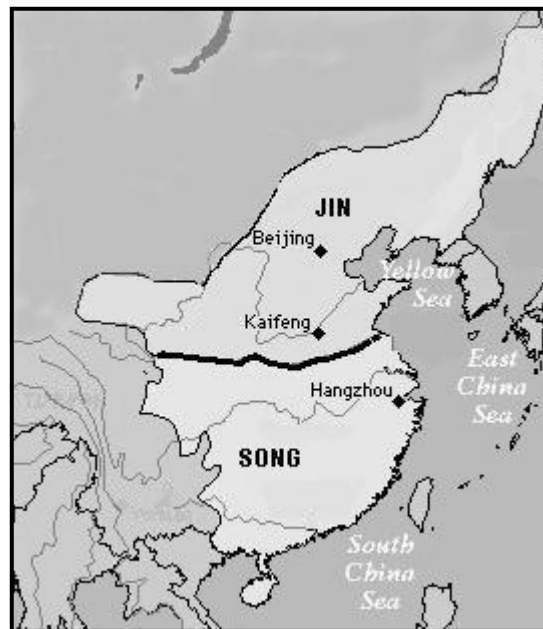 JIN
Beijing
Yellow
Sea
Kaifeng
East
China
Sea
Hangzhou
SONG
South
China
Sea